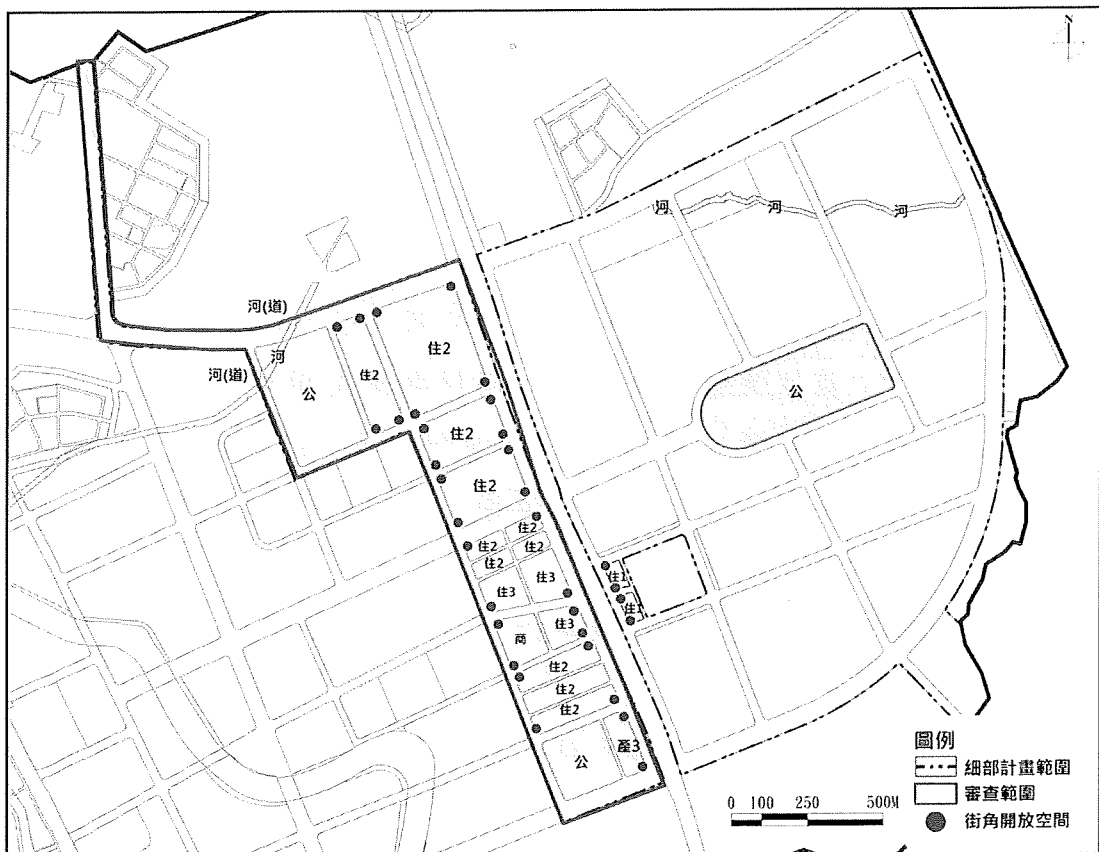 N
河
河
河
河(道)
住2
河
河(道)
住2
公
公
住2
住2
住2
住2
住2
住2
住3
住1
住3
住1
住3
商
住2
住2
住2
產3
公
圖例
細部計畫範圍
審查範圍
街角開放空間
0 100 250 500M